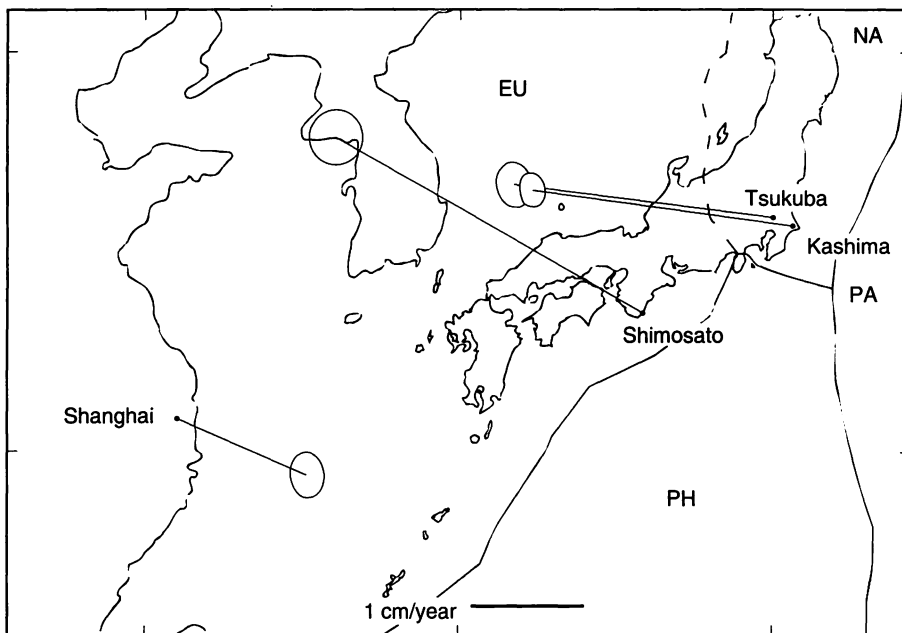 NA
EU
Tsukuba
Kashima
PA
Shimosato
Shanghai
PH
1 cm/year